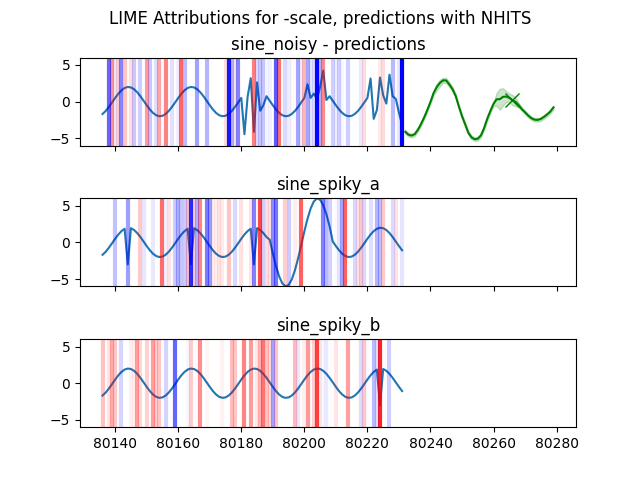 LIME Attributions for -scale, predictions with NHITS
sine_noisy - predictions
5
0
−5
sine_spiky_a
5
0
−5
sine_spiky_b
5
0
−5
80140 80160 80180 80200 80220 80240 80260 80280